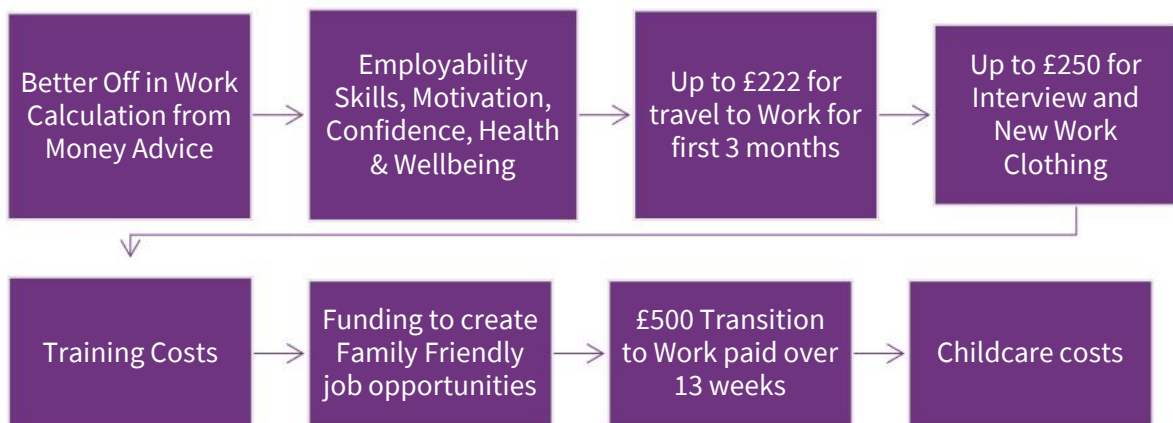 Better Off in Work
Calculation from
Money Advice
Employability
Skills, Motivation,
Confidence, Health
& Wellbeing
Up to £222 for
travel to Work for
first 3 months
Up to £250 for
Interview and
New Work
Clothing
Training Costs
Funding to create
Family Friendly
job opportunities
£500 Transition
to Work paid over
13 weeks
Childcare costs